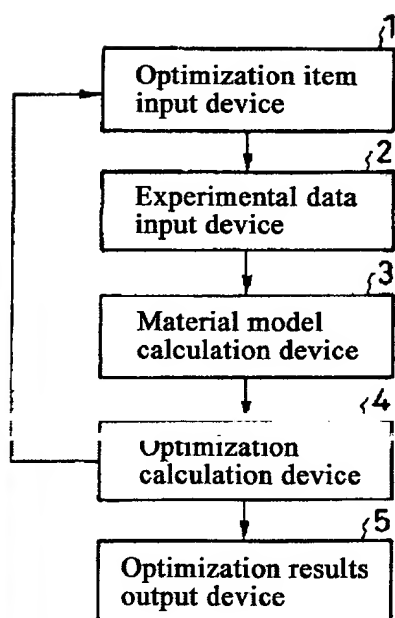 1
Optimization item
input device
2
Experimental data
input device
3
Material model
calculation device
4
Optimization
calculation device
5
Optimization results
output device